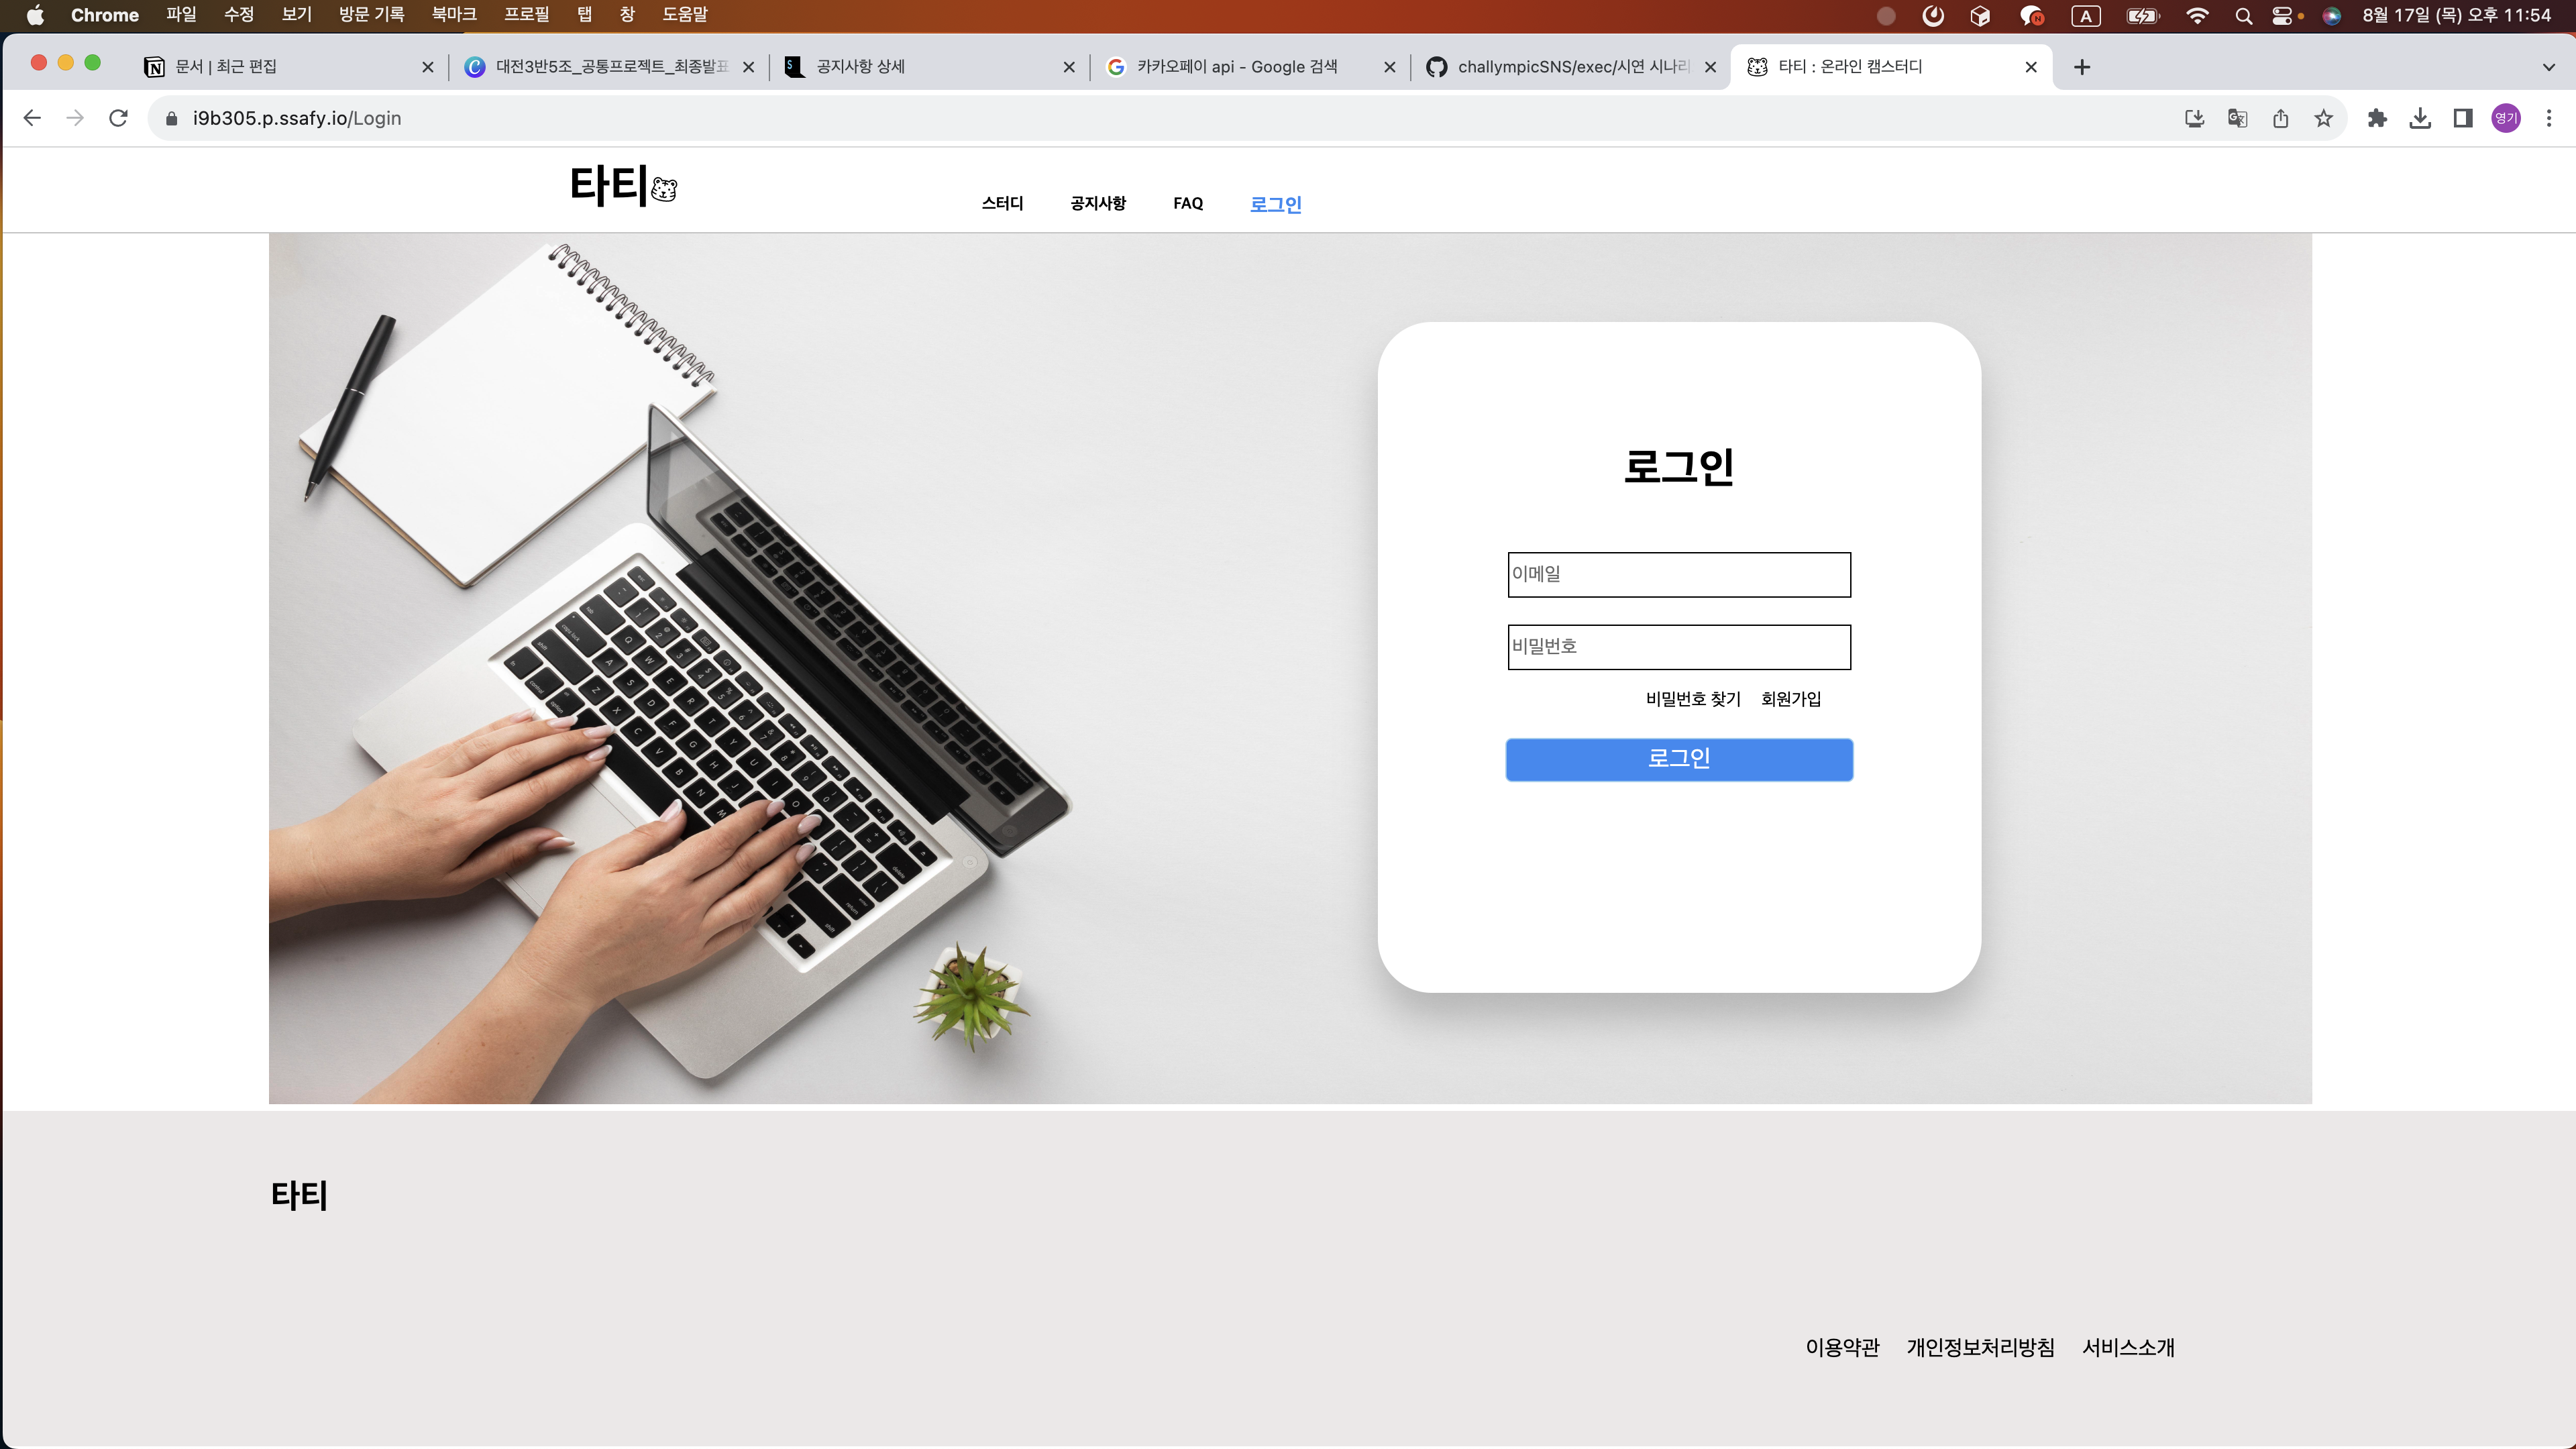 Chrome 파일 수정 보기 방문 기록 북마크 프로필 탭 창 도움말 A 8월 17일 (목) 오후 11:54
문서 | 최근 편집 대전3반5조_공통프로젝트_최종발표 공지사항 상세 카카오페이 api - Google 검색 challympicSNS/exec/시연 시나리 타티 : 온라인 캠스터디
i9b305.p.ssafy.io/Login 영기
타티
스터디 공지사항 FAQ 로그인
로그인
이메일
비밀번호
비밀번호 찾기 회원가입
로그인
타티
이용약관 개인정보처리방침 서비스소개